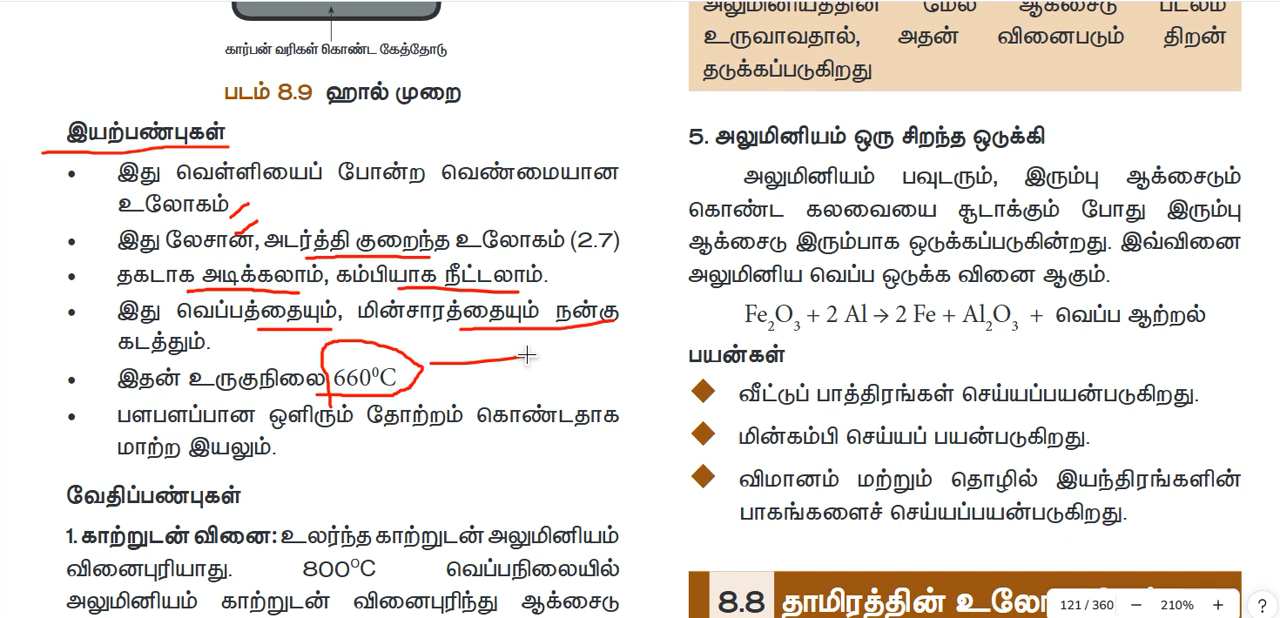 கார்பன் வரிகள் கொண்ட கேத்தோடு
படம் 8.9 ஹால் முறை
இயற்பண்புகள்
• இது வெள்ளியைப் போன்ற வெண்மையான
உலோகம்
• இது லேசான, அடர்த்தி குறைந்த உலோகம் (2.7)
• தகடாக அடிக்கலாம், கம்பியாக நீட்டலாம்.
• இது வெப்பத்தையும், மின்சாரத்தையும் நன்கு
கடத்தும்.
• இதன் உருகுநிலை 660⁰C
• பளபளப்பான ஒளிரும் தோற்றம் கொண்டதாக
மாற்ற இயலும்.
வேதிப்பண்புகள்
1. காற்றுடன் வினை: உலர்ந்த காற்றுடன் அலுமினியம்
வினைபுரியாது. 800⁰C வெப்பநிலையில்
அலுமினியம் காற்றுடன் வினைபுரிந்து ஆக்சைடு
அலுமினியத்தின் மேல் ஆக்சைடு படலம்
உருவாவதால், அதன் வினைபடும் திறன்
தடுக்கப்படுகிறது
5. அலுமினியம் ஒரு சிறந்த ஒடுக்கி
அலுமினியம் பவுடரும், இரும்பு ஆக்சைடும்
கொண்ட கலவையை சூடாக்கும் போது இரும்பு
ஆக்சைடு இரும்பாக ஒடுக்கப்படுகின்றது. இவ்வினை
அலுமினிய வெப்ப ஒடுக்க வினை ஆகும்.
Fe₂O₃ + 2 Al → 2 Fe + Al₂O₃ + வெப்ப ஆற்றல்
பயன்கள்
வீட்டுப் பாத்திரங்கள் செய்யப்பயன்படுகிறது.
மின்கம்பி செய்யப் பயன்படுகிறது.
விமானம் மற்றும் தொழில் இயந்திரங்களின்
பாகங்களைச் செய்யப்பயன்படுகிறது.
8.8 தாமிரத்தின்
121 / 360 − 210% + ?